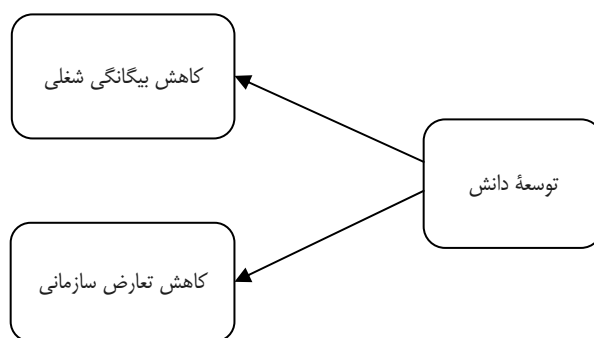 کاهش بیگانگی شغلی
توسعهٔ دانش
کاهش تعارض سازمانی